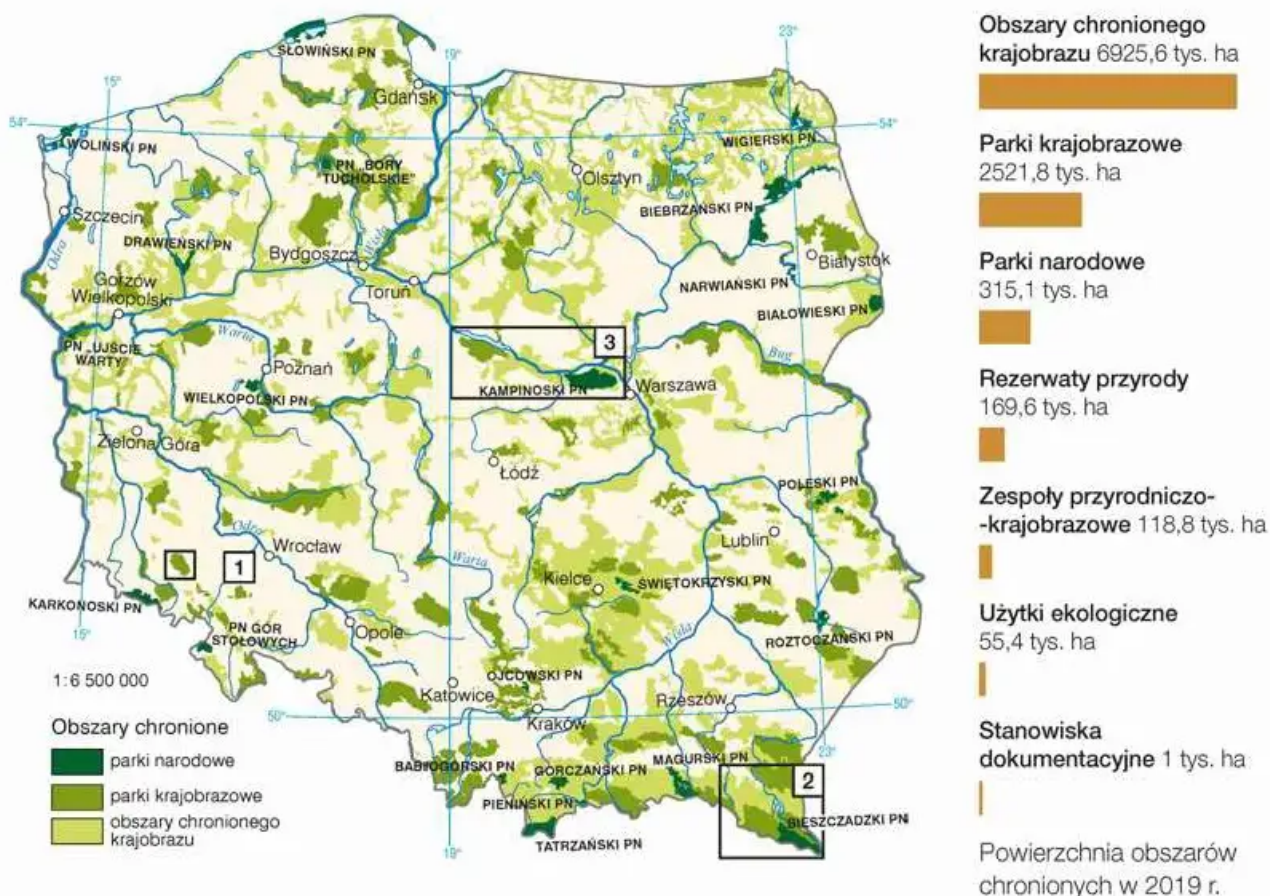 SŁOWIŃSKI PN
19°
23°
15°
Gdańsk
54°
54°
WOLIŃSKI PN
WIGIERSKI PN
PN „BORY
TUCHOLSKIE”
Olsztyn
BIEBRZAŃSKI PN
Szczecin
DRAWIEŃSKI PN
Odra
Wisła
Bydgoszcz
Białystok
Gorzów
Wielkopolski
Toruń
NARWIAŃSKI PN
BIAŁOWIESKI PN
PN „UJŚCIE
WARTY”
Warta
3
Bug
Poznań
KAMPINOSKI PN
Warszawa
WIELKOPOLSKI PN
Zielona Góra
Łódź
POLESKI PN
Odra
Wrocław
Lublin
1
Warta
Kielce
ŚWIĘTOKRZYSKI PN
KARKONOSKI PN
15°
PN GÓR
STOŁOWYCH
Opole
Wisła
ROZTOCZAŃSKI PN
1:6 500 000
OJCOWSKI PN
Katowice
Rzeszów
50°
50°
Kraków
23°
BABIOGÓRSKI PN
GORCZAŃSKI PN
MAGURSKI PN
2
PIENIŃSKI PN
BIESZCZADZKI PN
TATRZAŃSKI PN
19°
Obszary chronione
parki narodowe
parki krajobrazowe
obszary chronionego
krajobrazu
Obszary chronionego
krajobrazu 6925,6 tys. ha
Parki krajobrazowe
2521,8 tys. ha
Parki narodowe
315,1 tys. ha
Rezerwaty przyrody
169,6 tys. ha
Zespoły przyrodniczo-
-krajobrazowe 118,8 tys. ha
Użytki ekologiczne
55,4 tys. ha
Stanowiska
dokumentacyjne 1 tys. ha
Powierzchnia obszarów
chronionych w 2019 r.